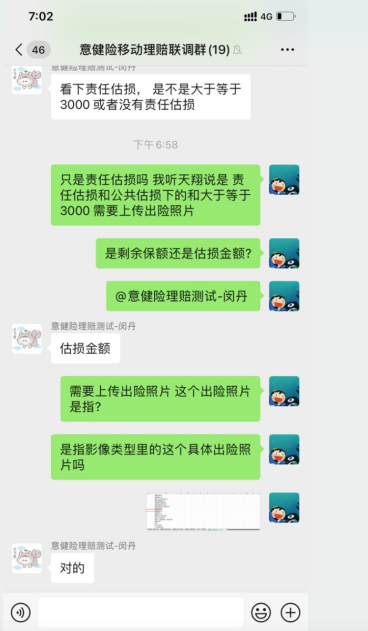 7:02
4G
46
意健险移动理赔联调群(19)
意健险理赔测试-闵丹
看下责任估损，是不是大于等于
3000 或者没有责任估损
下午 6:58
只是责任估损吗 我听天翔说是 责
任估损和公共估损下的和大于等于
3000 需要上传出险照片
是剩余保额还是估损金额?
@意健险理赔测试-闵丹
意健险理赔测试-闵丹
估损金额
需要上传出险照片 这个出险照片
是指?
是指影像类型里的这个具体出险照
片吗
意健险理赔测试-闵丹
对的